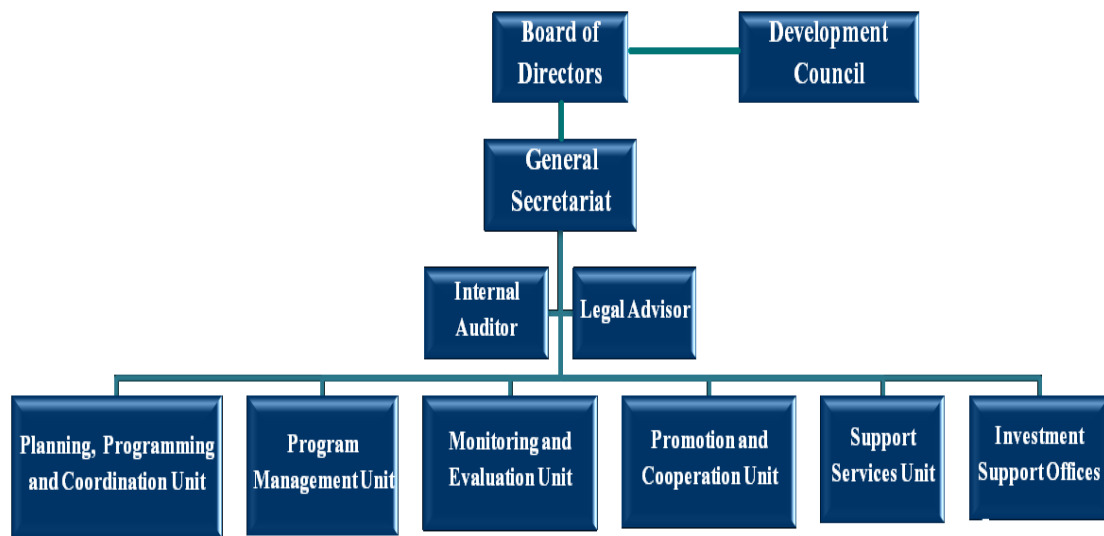 Board of
Directors
Development
Council
General
Secretariat
Internal
Auditor
Legal Advisor
Planning, Programming
and Coordination Unit
Program
Management Unit
Monitoring and
Evaluation Unit
Promotion and
Cooperation Unit
Support
Services Unit
Investment
Support Offices